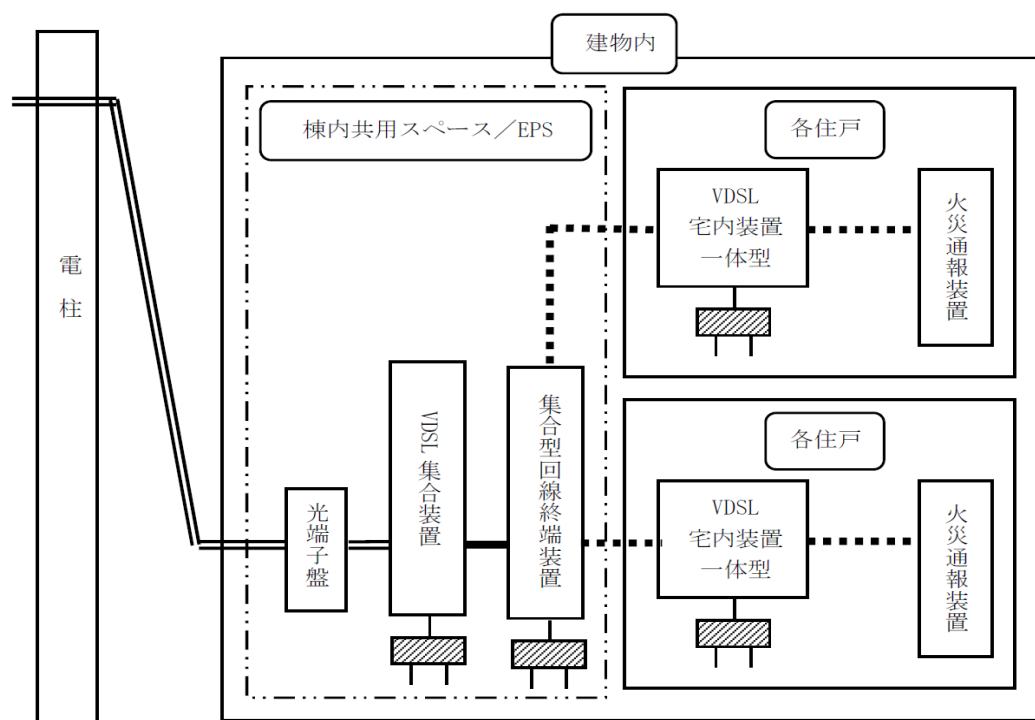 建物内
電柱
棟内共用スペース／EPS
光端子盤
VDSL集合装置
集合型回線終端装置
各住戸
VDSL
宅内装置
一体型
火災通報装置
各住戸
VDSL
宅内装置
一体型
火災通報装置